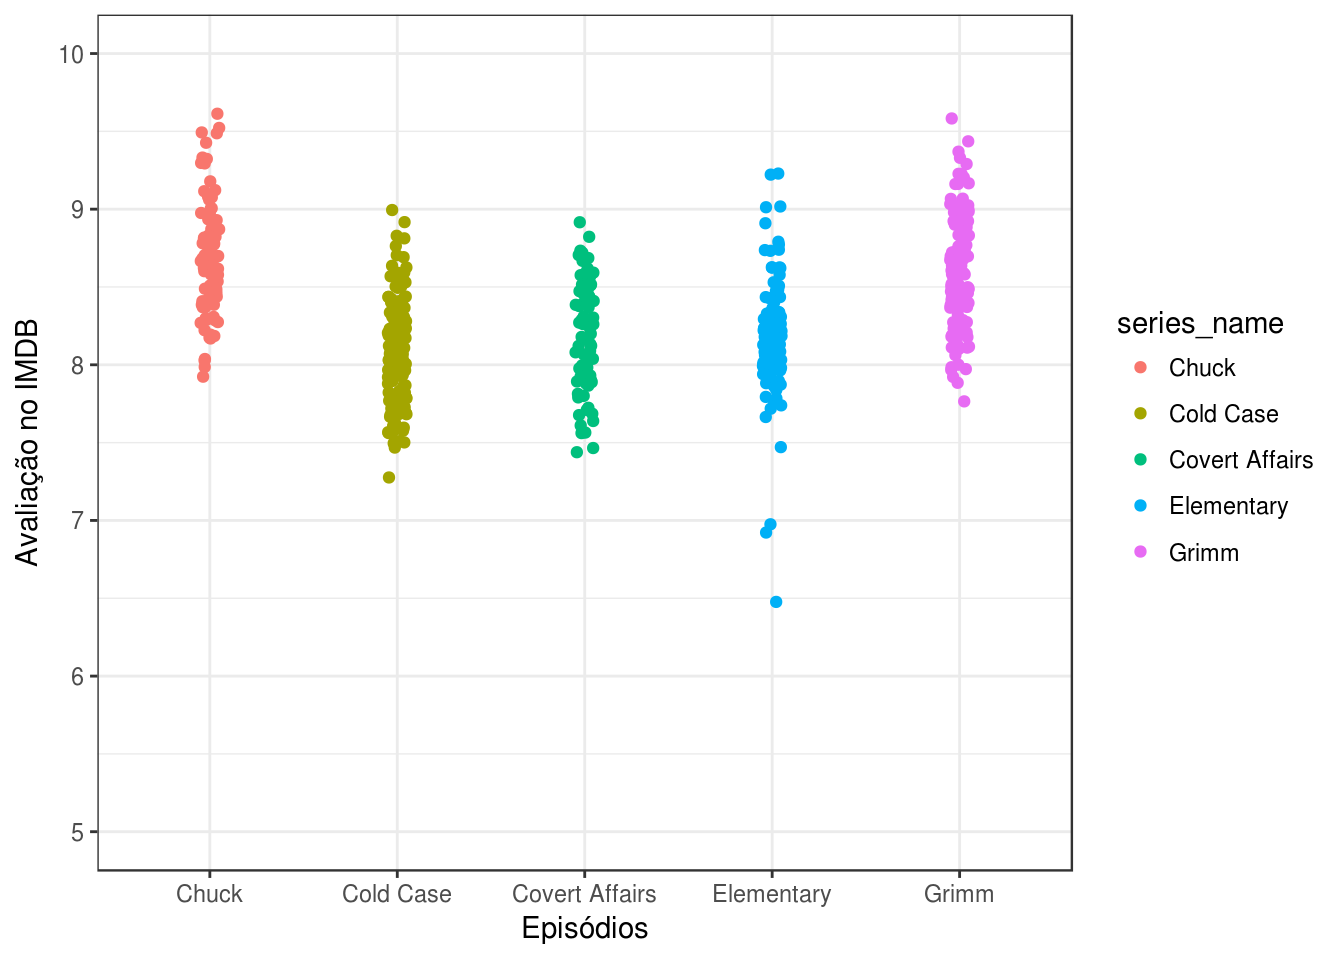 Avaliação no IMDB
10
9
8
7
6
5
Chuck
Cold Case
Covert Affairs
Elementary
Grimm
Episódios
series_name
Chuck
Cold Case
Covert Affairs
Elementary
Grimm